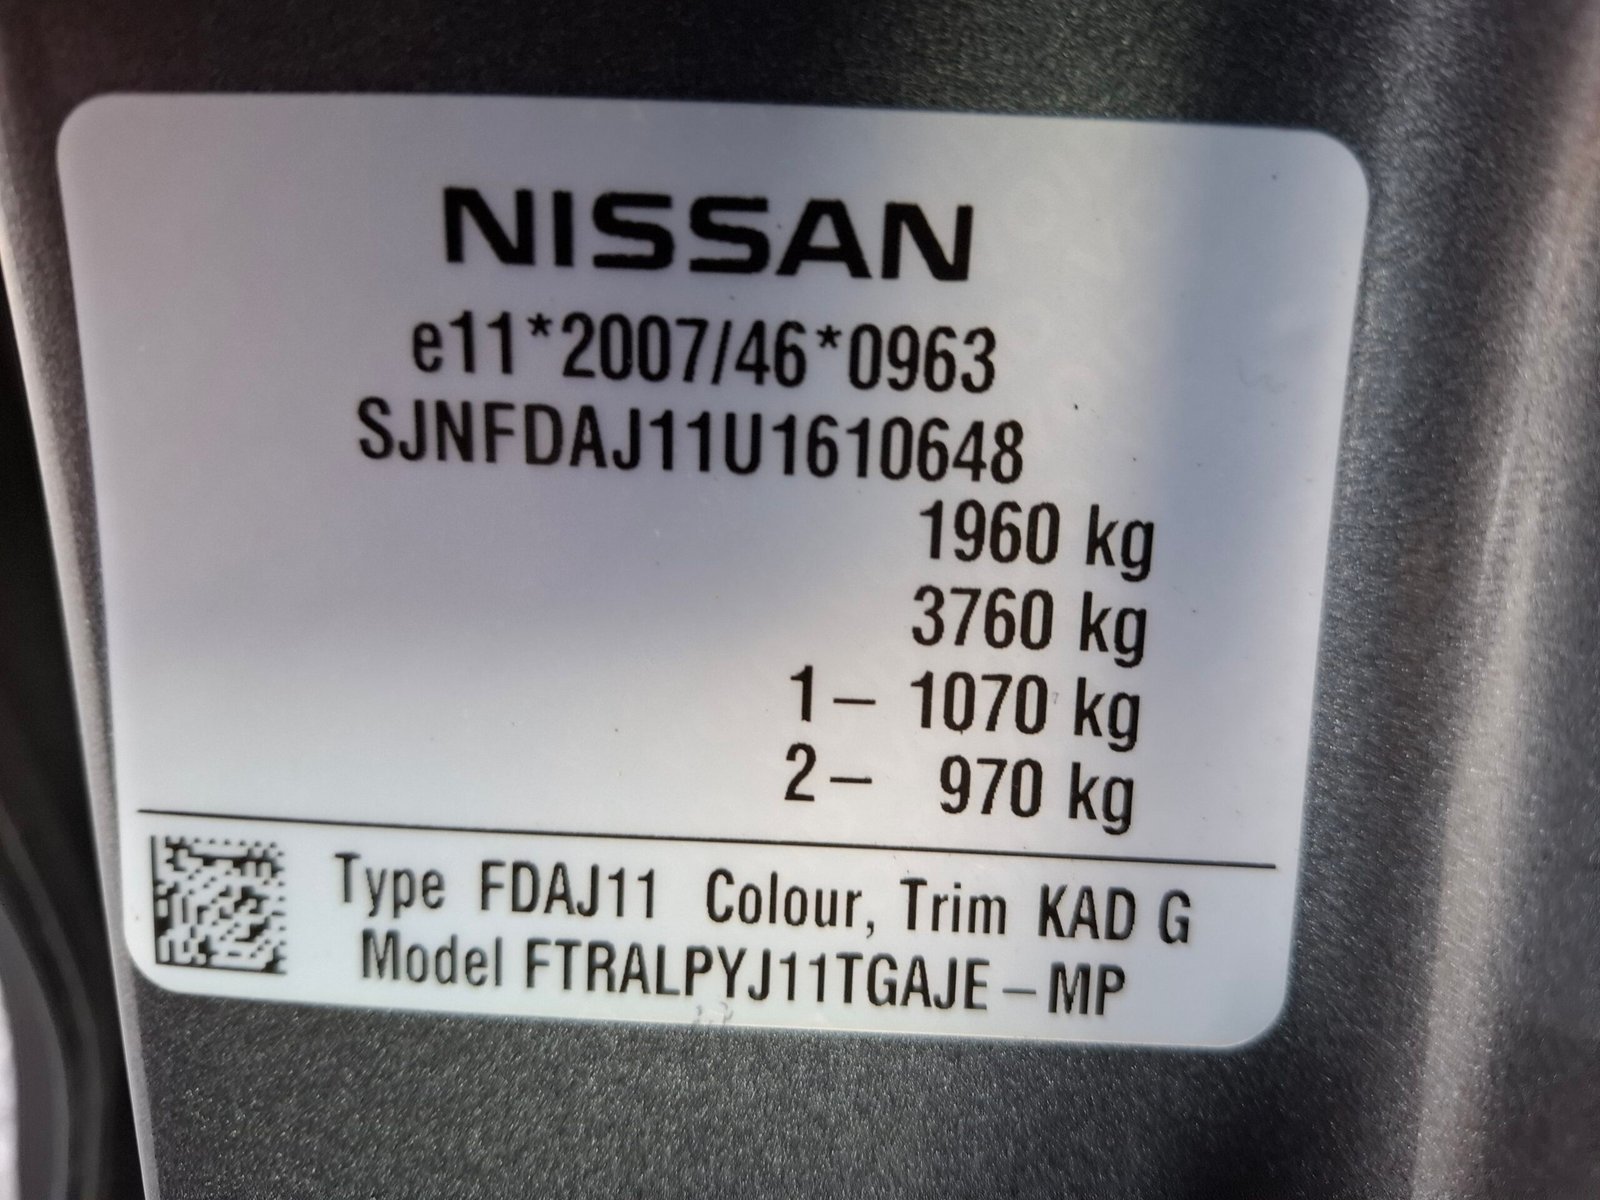 NISSAN
e11*2007/46*0963
SJNFDAJ11U1610648
1960 kg
3760 kg
1– 1070 kg
2– 970 kg
Type FDAJ11 Colour, Trim KAD G
Model FTRALPYJ11TGAJE – MP